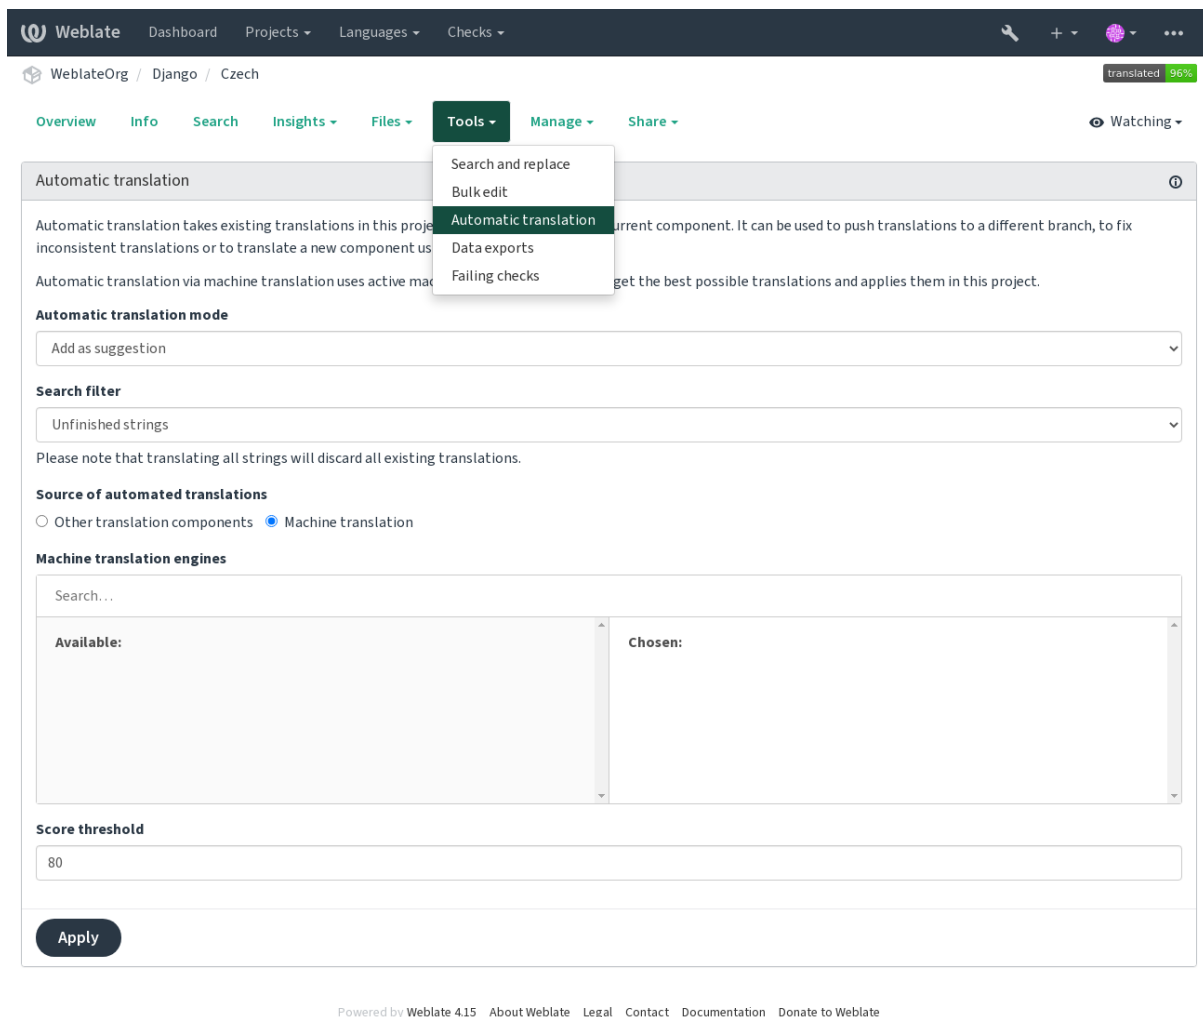 Weblate Dashboard Projects Languages Checks
WeblateOrg / Django / Czech translated 96%
Overview Info Search Insights Files Tools Manage Share Watching
Search and replace
Bulk edit
Automatic translation
Data exports
Failing checks
Automatic translation
Automatic translation takes existing translations in this proje urrent component. It can be used to push translations to a different branch, to fix
inconsistent translations or to translate a new component us
Automatic translation via machine translation uses active mac get the best possible translations and applies them in this project.
Automatic translation mode
Add as suggestion
Search filter
Unfinished strings
Please note that translating all strings will discard all existing translations.
Source of automated translations
Other translation components Machine translation
Machine translation engines
Search…
Available: Chosen:
Score threshold
80
Apply
Powered by Weblate 4.15 About Weblate Legal Contact Documentation Donate to Weblate